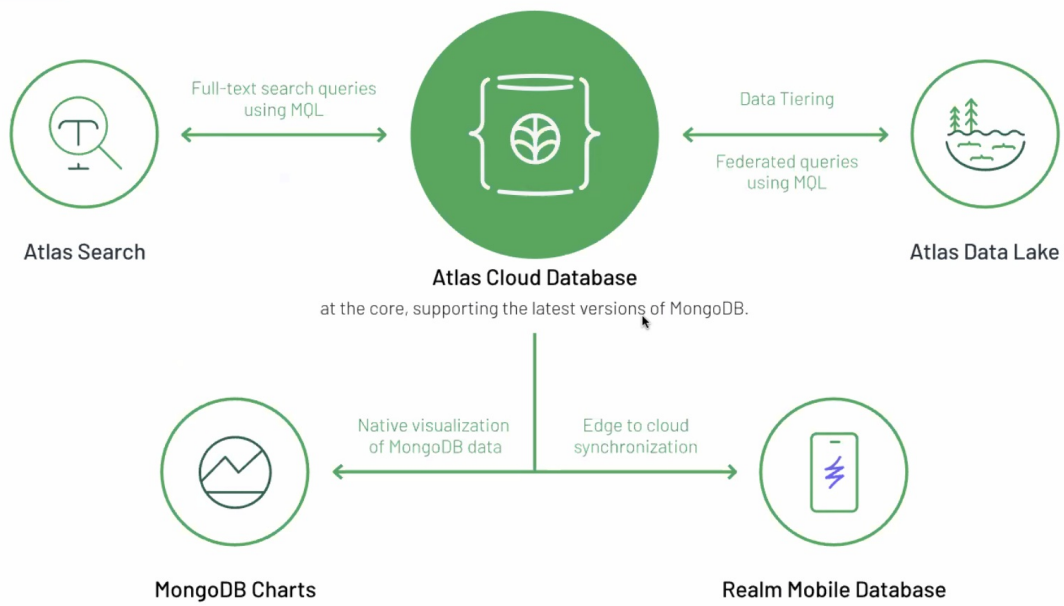 Full-text search queries
using MQL
Data Tiering
Federated queries
using MQL
Atlas Search
Atlas Data Lake
Atlas Cloud Database
at the core, supporting the latest versions of MongoDB.
Native visualization
of MongoDB data
Edge to cloud
synchronization
MongoDB Charts
Realm Mobile Database